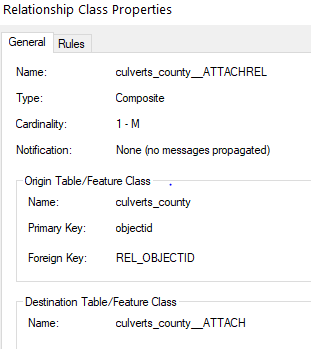 Relationship Class Properties
General Rules
Name: culverts_county__ATTACHREL
Type: Composite
Cardinality: 1 - M
Notification: None (no messages propagated)
Origin Table/Feature Class
Name: culverts_county
Primary Key: objectid
Foreign Key: REL_OBJECTID
Destination Table/Feature Class
Name: culverts_county__ATTACH